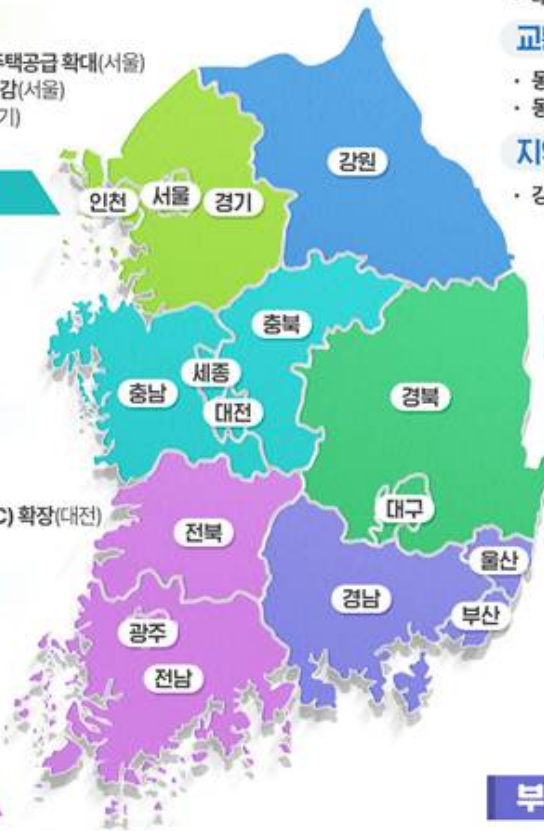 주택공급 확대(서울)
감(서울)
기)
강원
인천
서울
경기
충북
세종
충남
대전
경북
C) 확장(대전)
대구
전북
울산
경남
부산
광주
전남
부